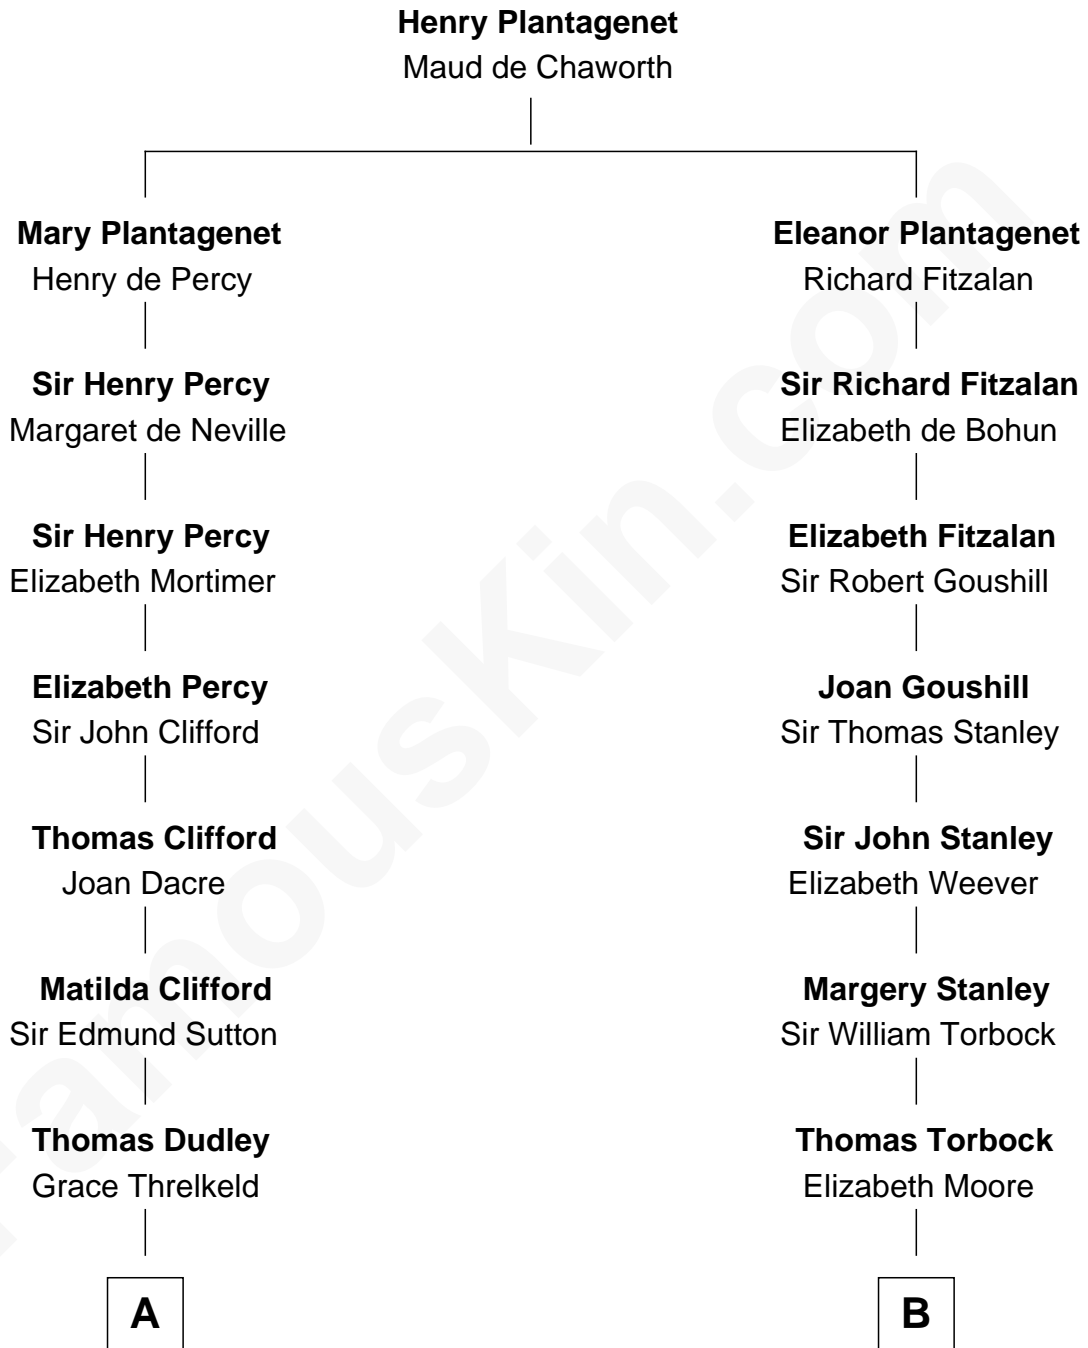 Henry Plantagenet
Maud de Chaworth
Mary Plantagenet
Henry de Percy
Eleanor Plantagenet
Richard Fitzalan
Sir Henry Percy
Margaret de Neville
Sir Richard Fitzalan
Elizabeth de Bohun
Sir Henry Percy
Elizabeth Mortimer
Elizabeth Fitzalan
Sir Robert Goushill
Elizabeth Percy
Sir John Clifford
Joan Goushill
Sir Thomas Stanley
Thomas Clifford
Joan Dacre
Sir John Stanley
Elizabeth Weever
Matilda Clifford
Sir Edmund Sutton
Margery Stanley
Sir William Torbock
Thomas Dudley
Grace Threlkeld
Thomas Torbock
Elizabeth Moore
A
B
FamousKin.com